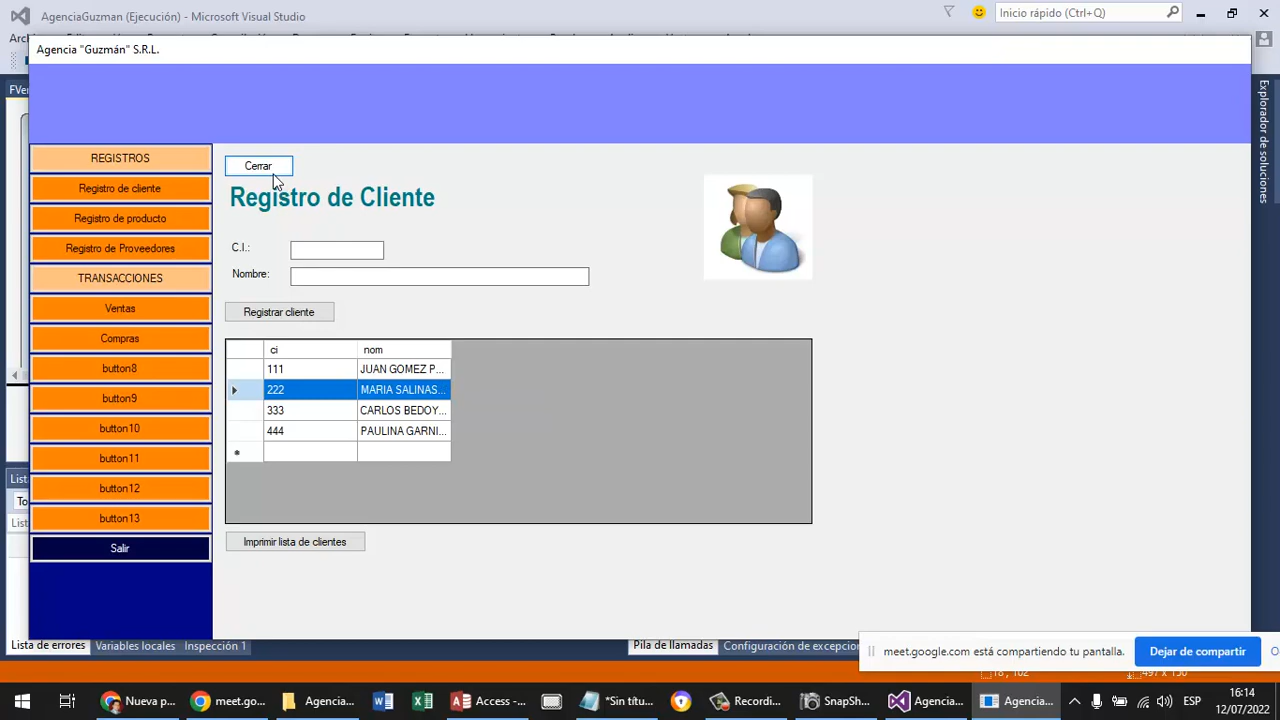 AgenciaGuzman (Ejecución) - Microsoft Visual Studio
Inicio rápido (Ctrl+Q)
Agencia "Guzmán" S.R.L.
Explorador de soluciones
REGISTROS
Registro de cliente
Registro de producto
Registro de Proveedores
TRANSACCIONES
Ventas
Compras
button8
button9
button10
button11
button12
button13
Salir
Cerrar
Registro de Cliente
C.I.:
Nombre:
Registrar cliente
ci nom
111 JUAN GOMEZ P...
222 MARIA SALINAS...
333 CARLOS BEDOY...
444 PAULINA GARNI...
Imprimir lista de clientes
Lista de errores Variables locales Inspección 1
Pila de llamadas Configuración de excepcio
meet.google.com está compartiendo tu pantalla.
Dejar de compartir
Nueva p...
meet.go...
Agencia...
Access -...
*Sin títu...
Recordi...
SnapSh...
Agencia...
Agencia...
ESP
16:14
12/07/2022